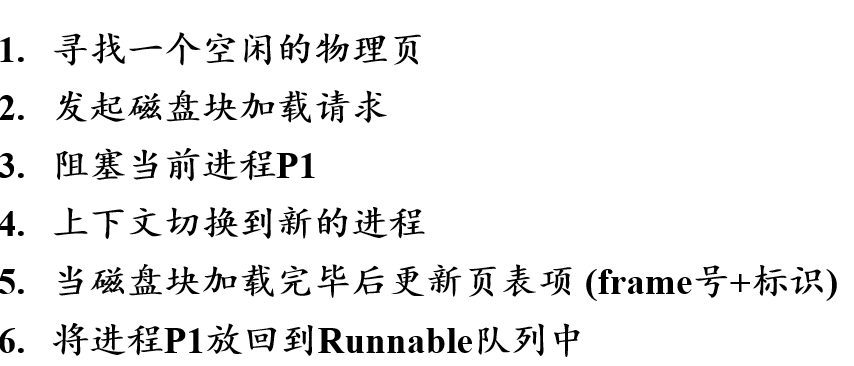 1. 寻找一个空闲的物理页
2. 发起磁盘块加载请求
3. 阻塞当前进程P1
4. 上下文切换到新的进程
5. 当磁盘块加载完毕后更新页表项 (frame号+标识)
6. 将进程P1放回到Runnable队列中